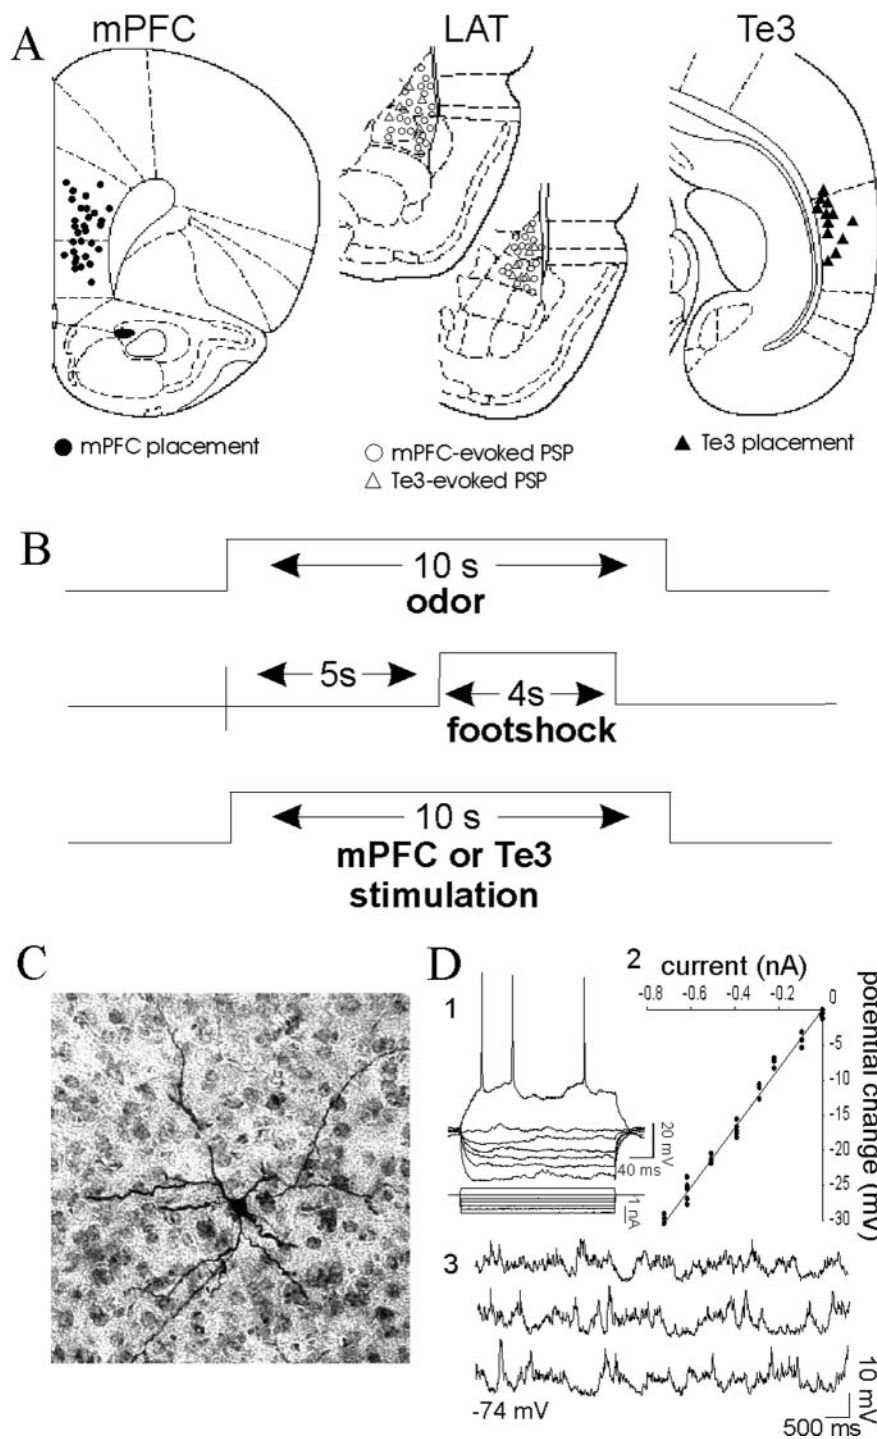 A
mPFC
LAT
Te3
● mPFC placement
○ mPFC-evoked PSP
△ Te3-evoked PSP
▲ Te3 placement
B
10 s
odor
5s
4s
footshock
10 s
mPFC or Te3
stimulation
C
D
1
20 mV
40 ms
1 nA
2
current (nA)
-0.8 -0.6 -0.4 -0.2 0
-5
-10
-15
-20
-25
-30
potential change (mV)
3
-74 mV
10 mV
500 ms